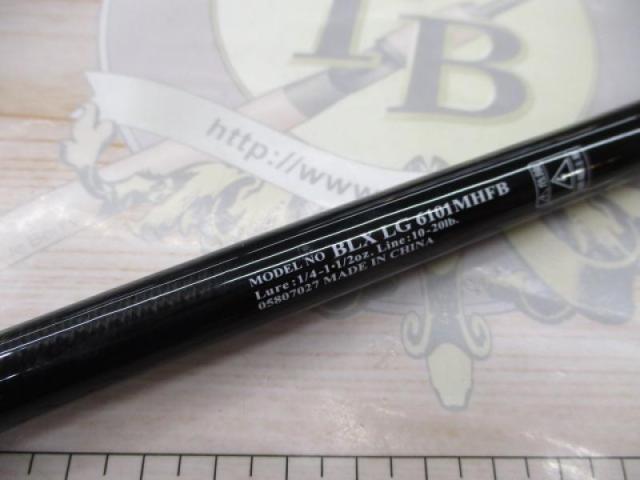 TB
http://www.
MODEL NO BLX LG 6101MHFB
Lure:1/4-1·1/2oz. Line:10-20lb.
05807027 MADE IN CHINA